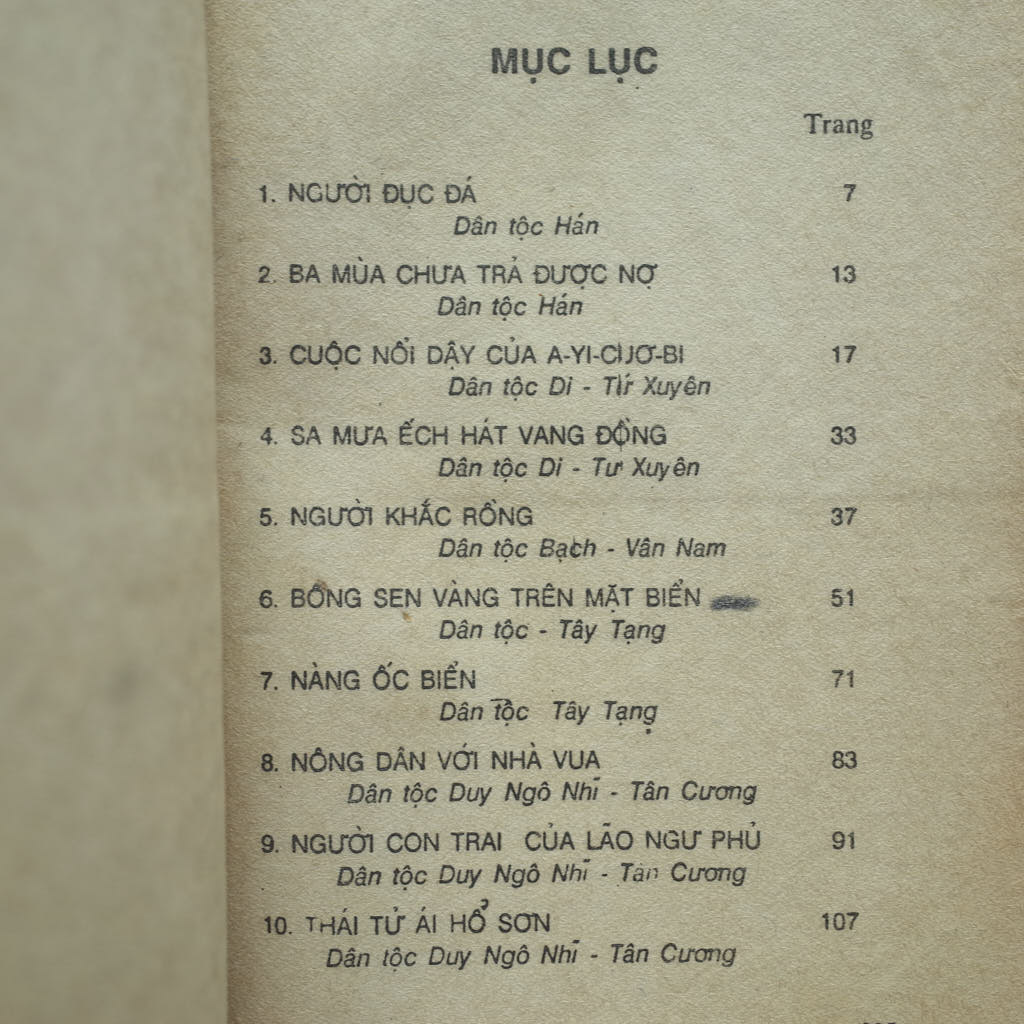 MỤC LỤC
Trang
1. NGƯỜI ĐỤC ĐÁ 7
Dân tộc Hán
2. BA MÙA CHƯA TRẢ ĐƯỢC NỢ 13
Dân tộc Hán
3. CUỘC NỔI DẬY CỦA A-YI-CUƠ-BI 17
Dân tộc Di - Tứ Xuyên
4. SA MƯA ẾCH HÁT VANG ĐỒNG 33
Dân tộc Di - Tư Xuyên
5. NGƯỜI KHẮC RỒNG 37
Dân tộc Bạch - Vân Nam
6. BÔNG SEN VÀNG TRÊN MẶT BIỂN 51
Dân tộc - Tây Tạng
7. NÀNG ỐC BIỂN 71
Dân tộc Tây Tạng
8. NÔNG DÂN VỚI NHÀ VUA 83
Dân tộc Duy Ngô Nhĩ - Tân Cương
9. NGƯỜI CON TRAI CỦA LÃO NGƯ PHỦ 91
Dân tộc Duy Ngô Nhĩ - Tân Cương
10. THÁI TỬ ÁI HỔ SƠN 107
Dân tộc Duy Ngô Nhĩ - Tân Cương